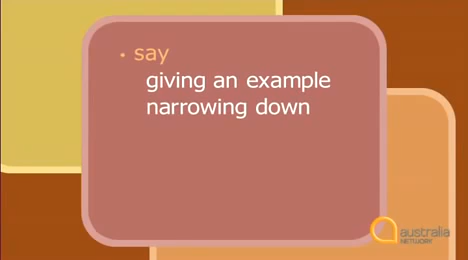 • say
giving an example
narrowing down
australia
NETWORK